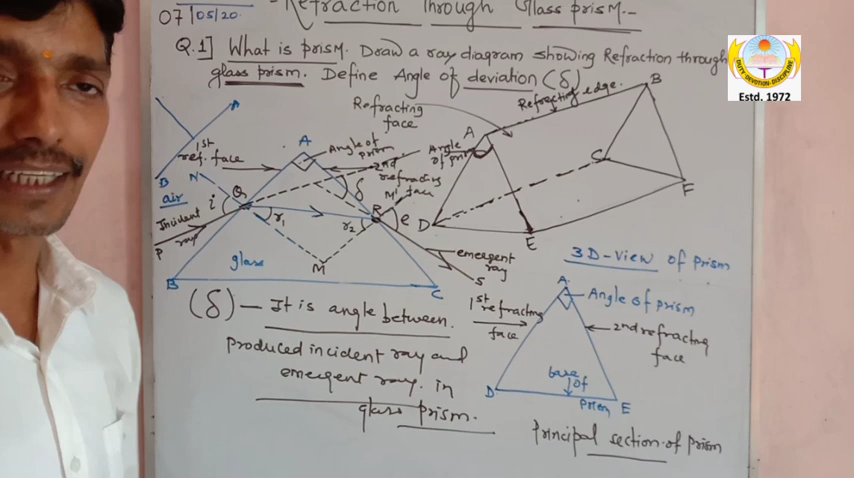 - Refraction Through Glass prism.-
07/05/20.
Q.1] What is prism. Draw a ray diagram showing Refraction through
glass prism. Define Angle of deviation (δ)
DUTY-DEVOTION-DISCIPLINE
Estd. 1972
Refracting
face
Refracting edge.
B
A
A
B
1st
ref. face
N
air
Q
i
Incident
ray
P
r1
A
Angle of
prism
2nd
refracting
face
M'
δ
R
e
r2
M
glass
emergent
ray
S
B
C
A
Angle
of
D
E
C
F
3D-View of Prism
(δ) - It is angle between
produced incident ray and
emergent ray. in
glass prism.
A
Angle of prism
1st refracting
face
2nd refracting
face
base
of
Prism
D
E
Principal section of prism